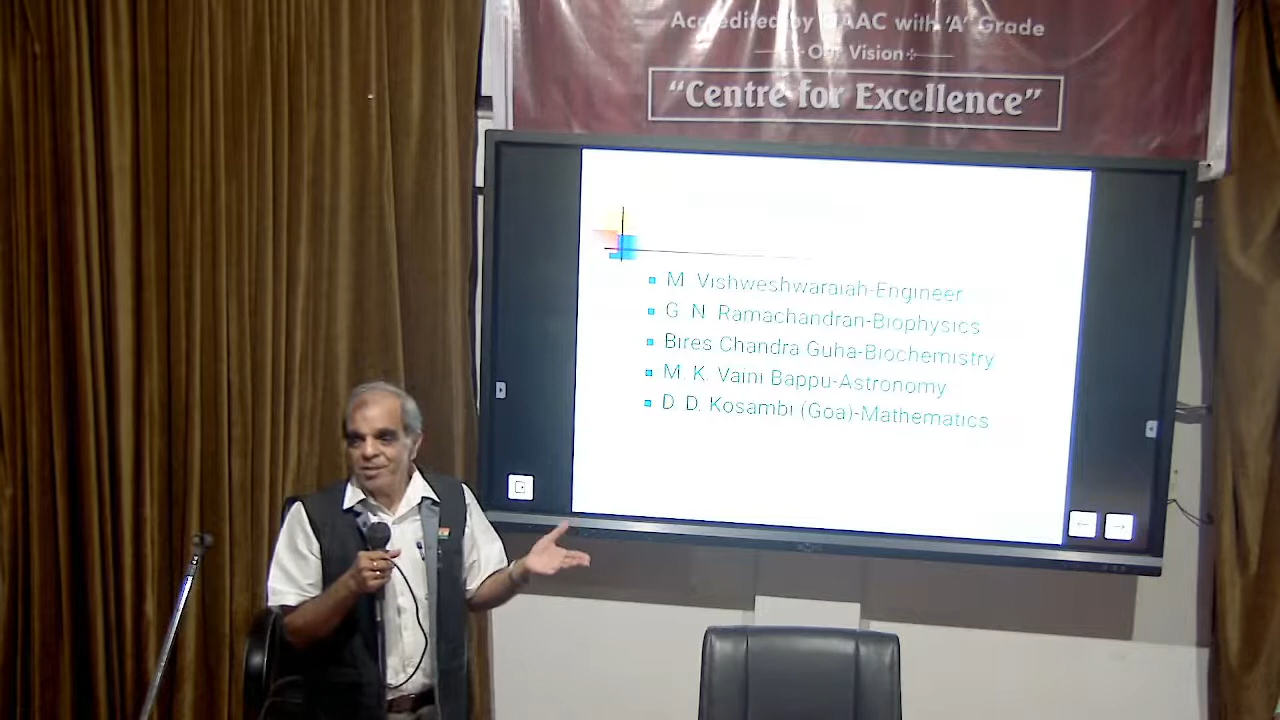 Accredited by NAAC with 'A' Grade
Our Vision
"Centre for Excellence"
M. Vishweshwaraiah-Engineer
G. N. Ramachandran-Biophysics
Bires Chandra Guha-Biochemistry
M. K. Vaini Bappu-Astronomy
D. D. Kosambi (Goa)-Mathematics